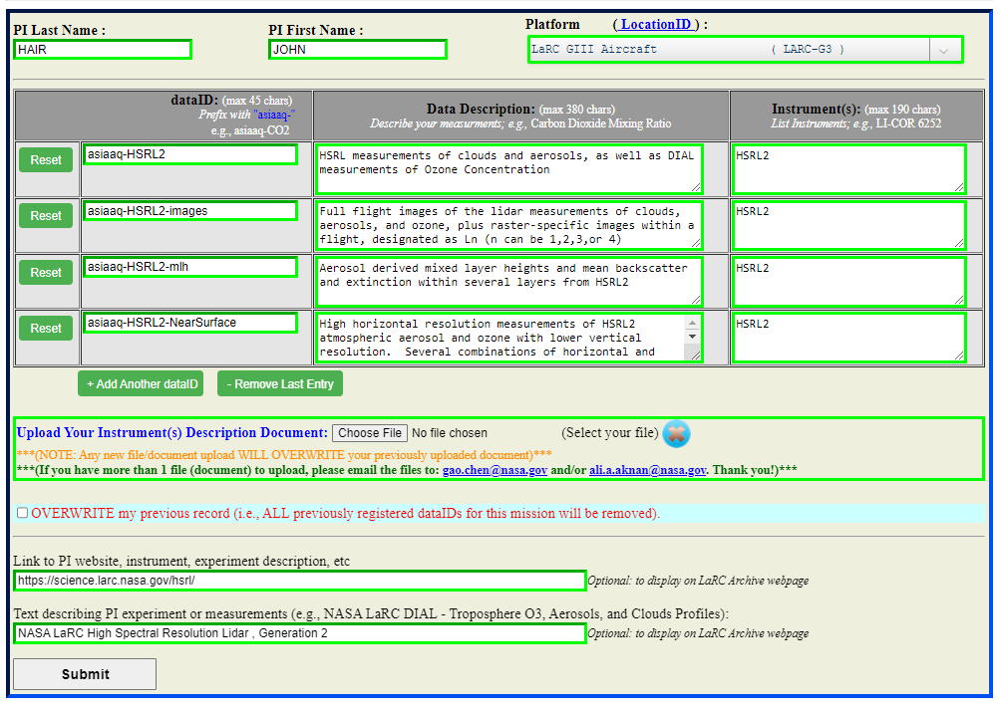 PI Last Name :
PI First Name :
Platform ( LocationID ) :
HAIR
JOHN
LaRC GIII Aircraft ( LARC-G3 )
dataID: (max 45 chars)
Prefix with "asiaaq-"
e.g., asiaaq-CO2
Data Description: (max 380 chars)
Describe your measurments; e.g., Carbon Dioxide Mixing Ratio
Instrument(s): (max 190 chars)
List Instruments; e.g., LI-COR 6252
Reset
asiaaq-HSRL2
HSRL measurements of clouds and aerosols, as well as DIAL
measurements of Ozone Concentration
HSRL2
Reset
asiaaq-HSRL2-images
Full flight images of the lidar measurements of clouds,
aerosols, and ozone, plus raster-specific images within a
flight, designated as Ln (n can be 1,2,3,or 4)
HSRL2
Reset
asiaaq-HSRL2-mlh
Aerosol derived mixed layer heights and mean backscatter
and extinction within several layers from HSRL2
HSRL2
Reset
asiaaq-HSRL2-NearSurface
High horizontal resolution measurements of HSRL2
atmospheric aerosol and ozone with lower vertical
resolution. Several combinations of horizontal and
HSRL2
+ Add Another dataID
- Remove Last Entry
Upload Your Instrument(s) Description Document: Choose File No file chosen (Select your file)
***(NOTE: Any new file/document upload WILL OVERWRITE your previously uploaded document)***
***(If you have more than 1 file (document) to upload, please email the files to: gao.chen@nasa.gov and/or ali.a.aknan@nasa.gov. Thank you!)***
OVERWRITE my previous record (i.e., ALL previously registered dataIDs for this mission will be removed).
Link to PI website, instrument, experiment description, etc
https://science.larc.nasa.gov/hsrl/
Optional: to display on LaRC Archive webpage
Text describing PI experiment or measurements (e.g., NASA LaRC DIAL - Troposphere O3, Aerosols, and Clouds Profiles):
NASA LaRC High Spectral Resolution Lidar , Generation 2
Optional: to display on LaRC Archive webpage
Submit